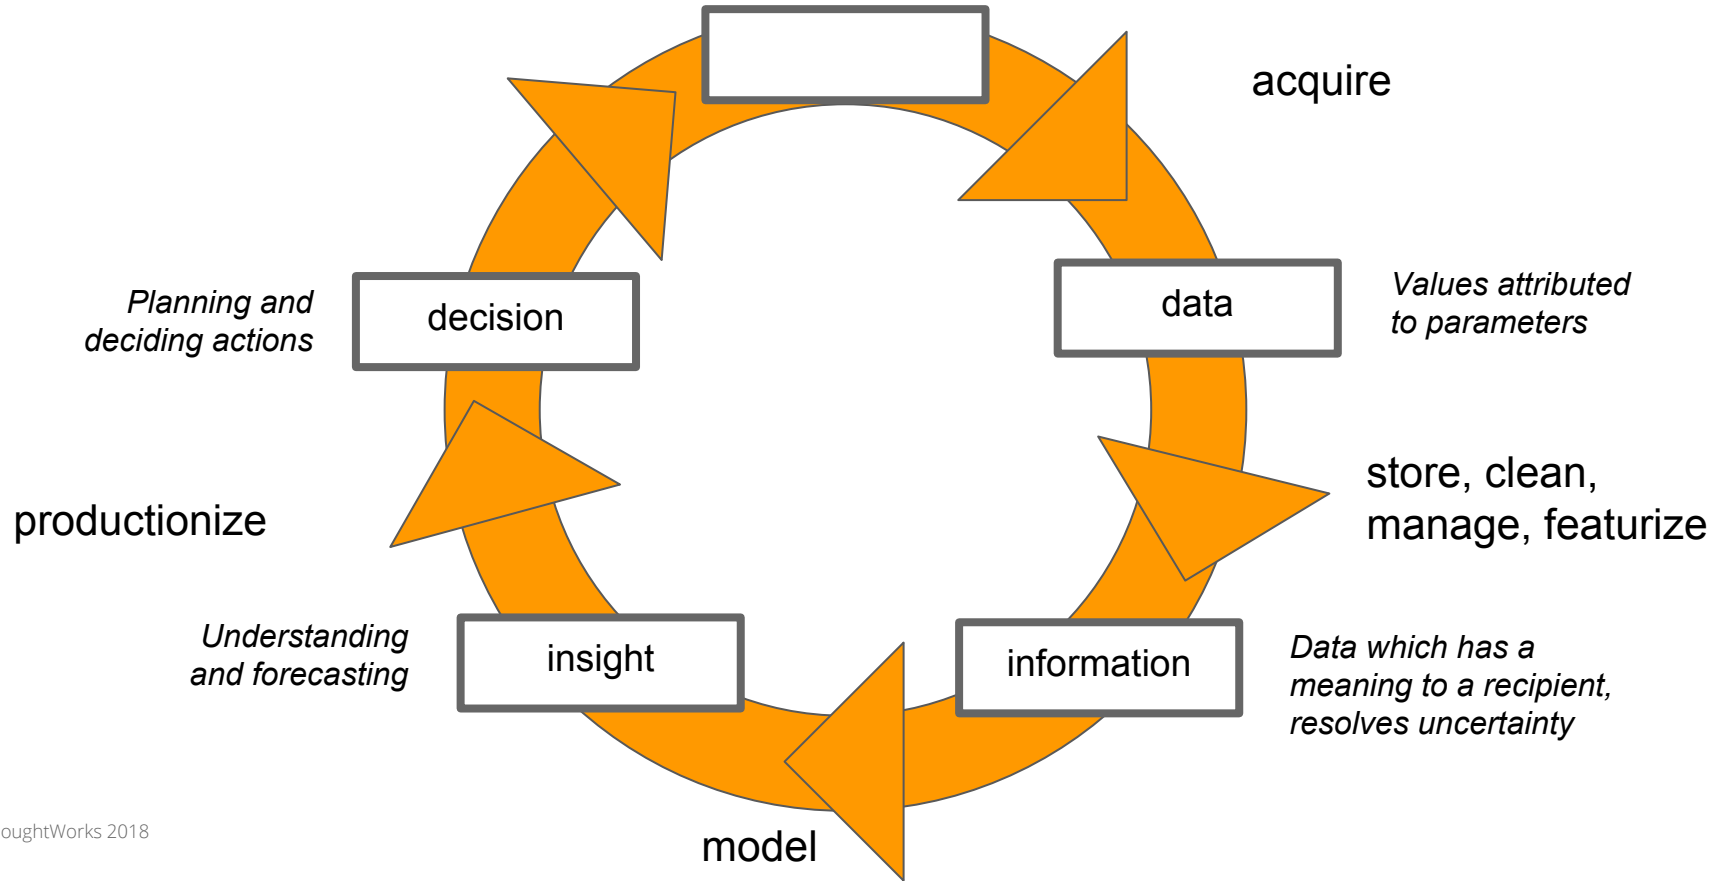 acquire
data
Values attributed
to parameters
store, clean,
manage, featurize
information
Data which has a
meaning to a recipient,
resolves uncertainty
model
insight
Understanding
and forecasting
productionize
decision
Planning and
deciding actions
oughtWorks 2018